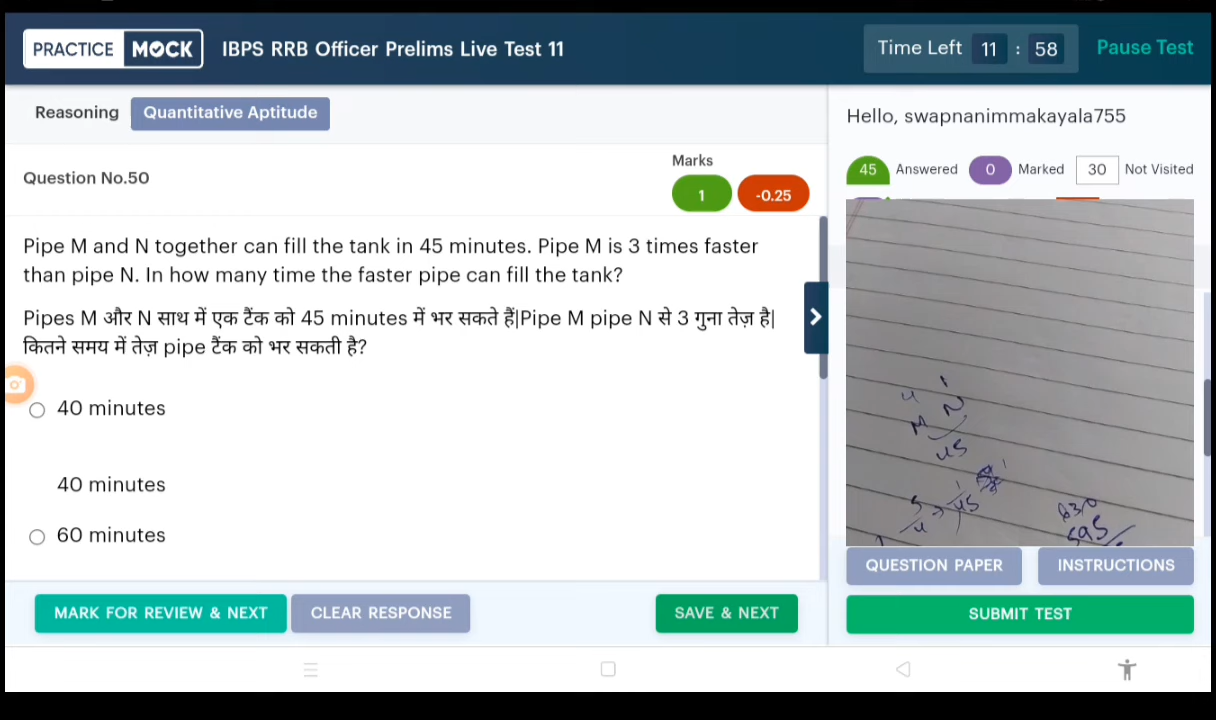 PRACTICE MOCK IBPS RRB Officer Prelims Live Test 11 Time Left 11 : 58 Pause Test
Reasoning Quantitative Aptitude
Hello, swapnanimmakayala755
Question No.50
Marks
1 -0.25
45 Answered 0 Marked 30 Not Visited
Pipe M and N together can fill the tank in 45 minutes. Pipe M is 3 times faster
than pipe N. In how many time the faster pipe can fill the tank?
Pipes M और N साथ में एक टैंक को 45 minutes में भर सकते हैं|Pipe M pipe N से 3 गुना तेज़ है|
कितने समय में तेज़ pipe टैंक को भर सकती है?
40 minutes
40 minutes
60 minutes
M N
QUESTION PAPER INSTRUCTIONS
MARK FOR REVIEW & NEXT CLEAR RESPONSE SAVE & NEXT
SUBMIT TEST